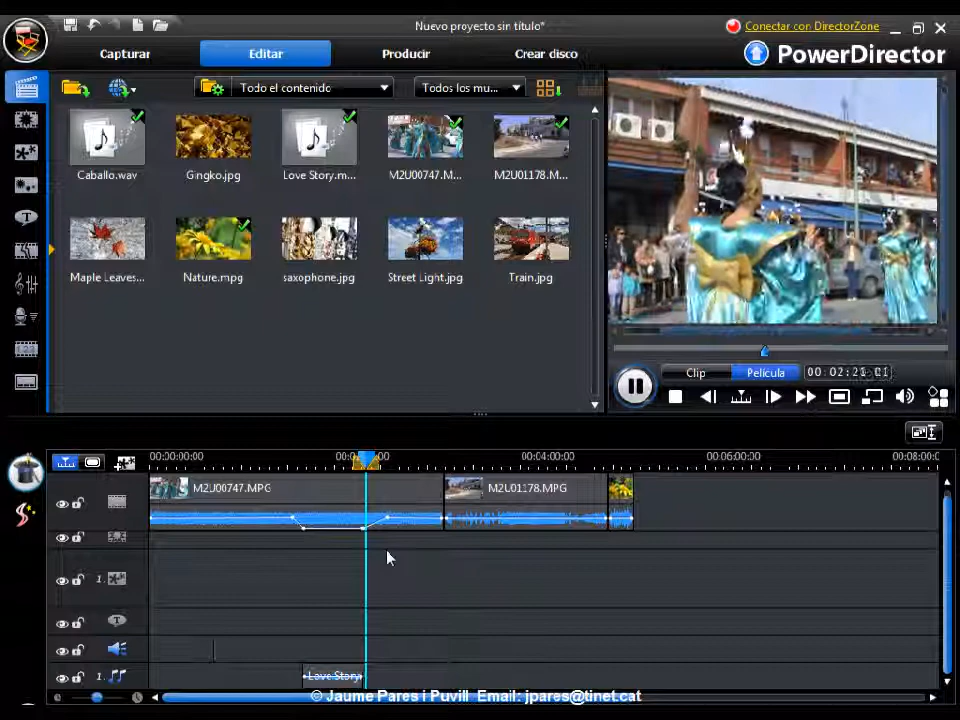 Nuevo proyecto sin título*
Conectar con DirectorZone
Capturar
Editar
Producir
Crear disco
PowerDirector
Todo el contenido
Todos los mu...
Caballo.wav
Gingko.jpg
Love Story.m...
M2U00747.M...
M2U01178.M...
Maple Leaves...
Nature.mpg
saxophone.jpg
Street Light.jpg
Train.jpg
Clip
Película
00:00:00:00
00:04:00:00
00:06:00:00
M2U00747.MPG
M2U01178.MPG
1.
Love Story
1.
© Jaume Pares i Puvill Email: jpares@tinet.cat